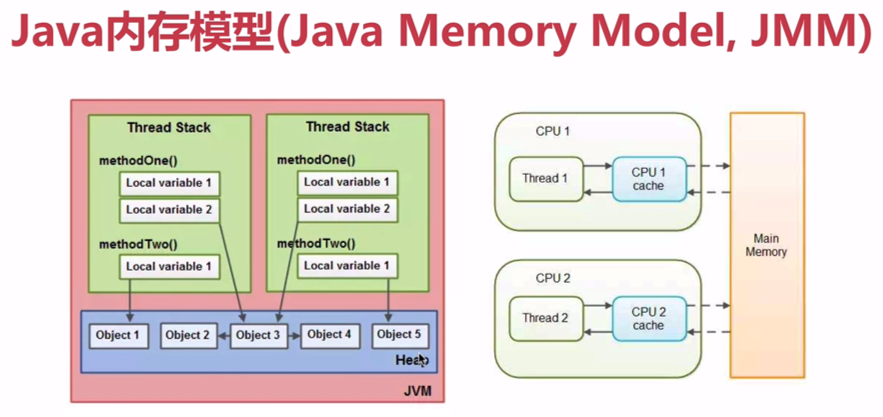 Java内存模型(Java Memory Model, JMM)
Thread Stack
methodOne()
Local variable 1
Local variable 2
methodTwo()
Local variable 1
Thread Stack
methodOne()
Local variable 1
Local variable 2
methodTwo()
Local variable 1
Object 1
Object 2
Object 3
Object 4
Object 5
Heap
JVM
CPU 1
Thread 1
CPU 1
cache
CPU 2
Thread 2
CPU 2
cache
Main
Memory